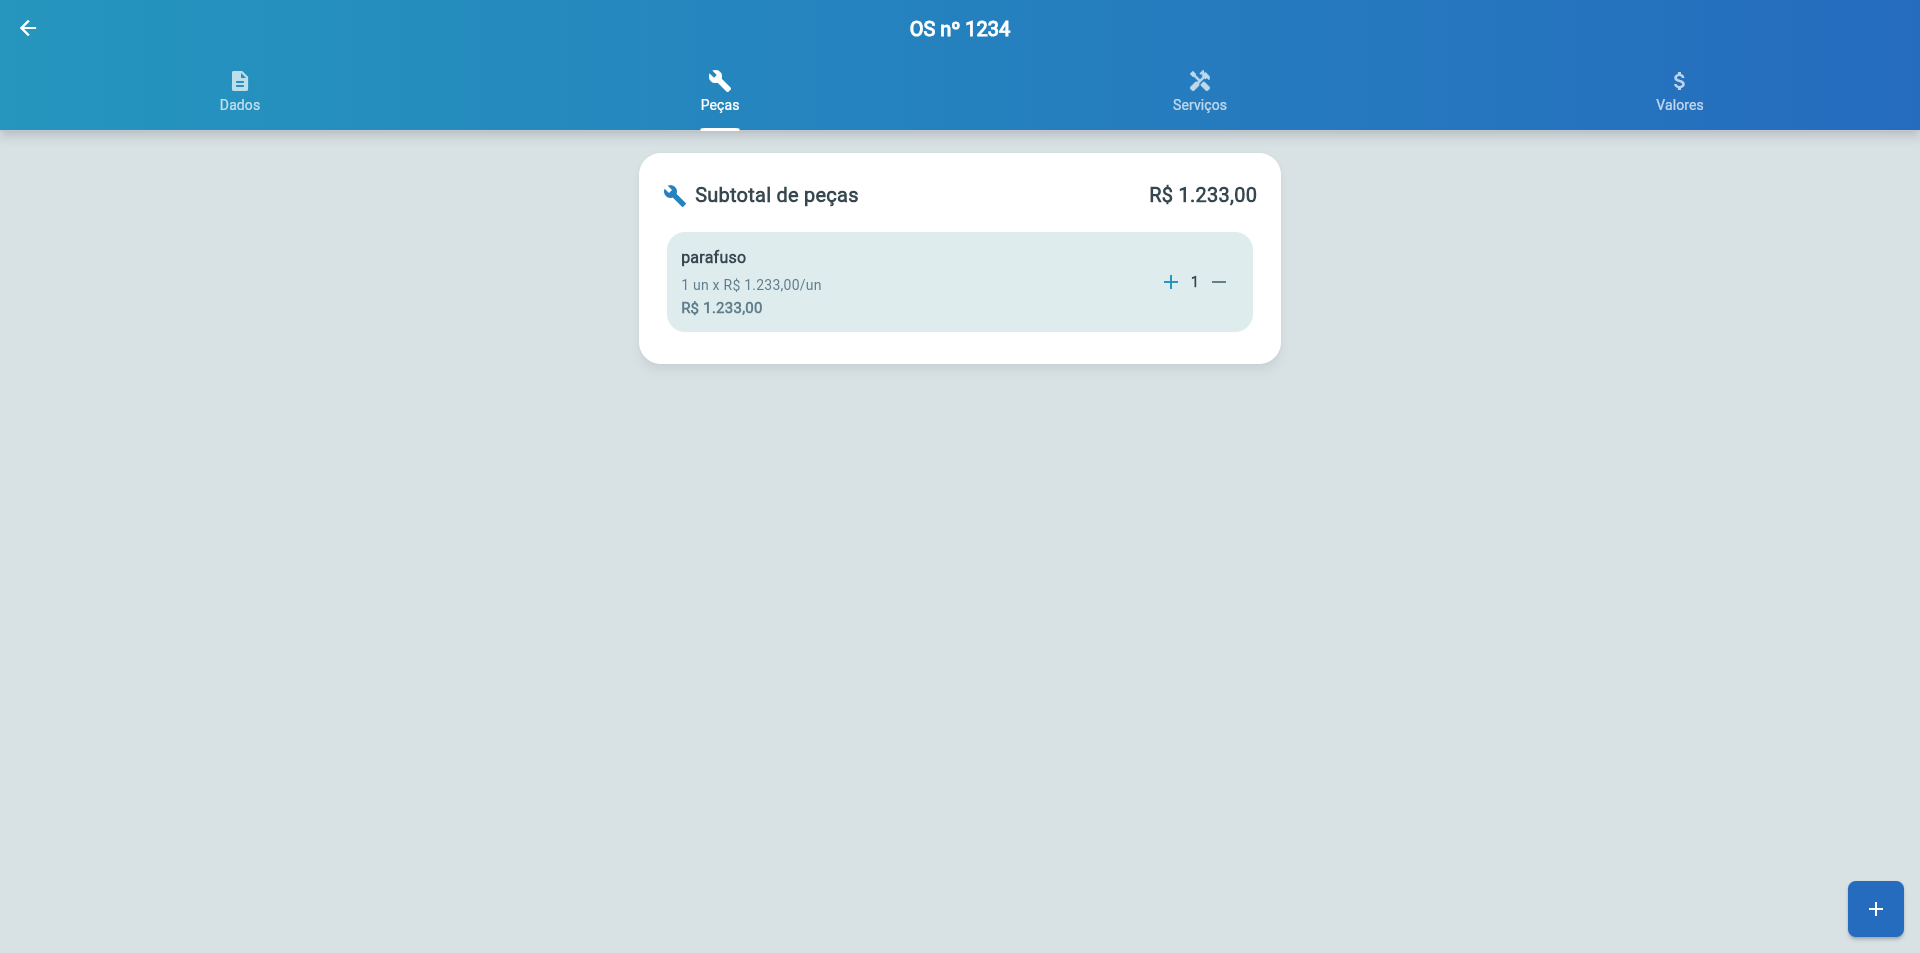 OS nº 1234
Dados
Peças
Serviços
Valores
Subtotal de peças
R$ 1.233,00
parafuso
1 un x R$ 1.233,00/un
R$ 1.233,00
1